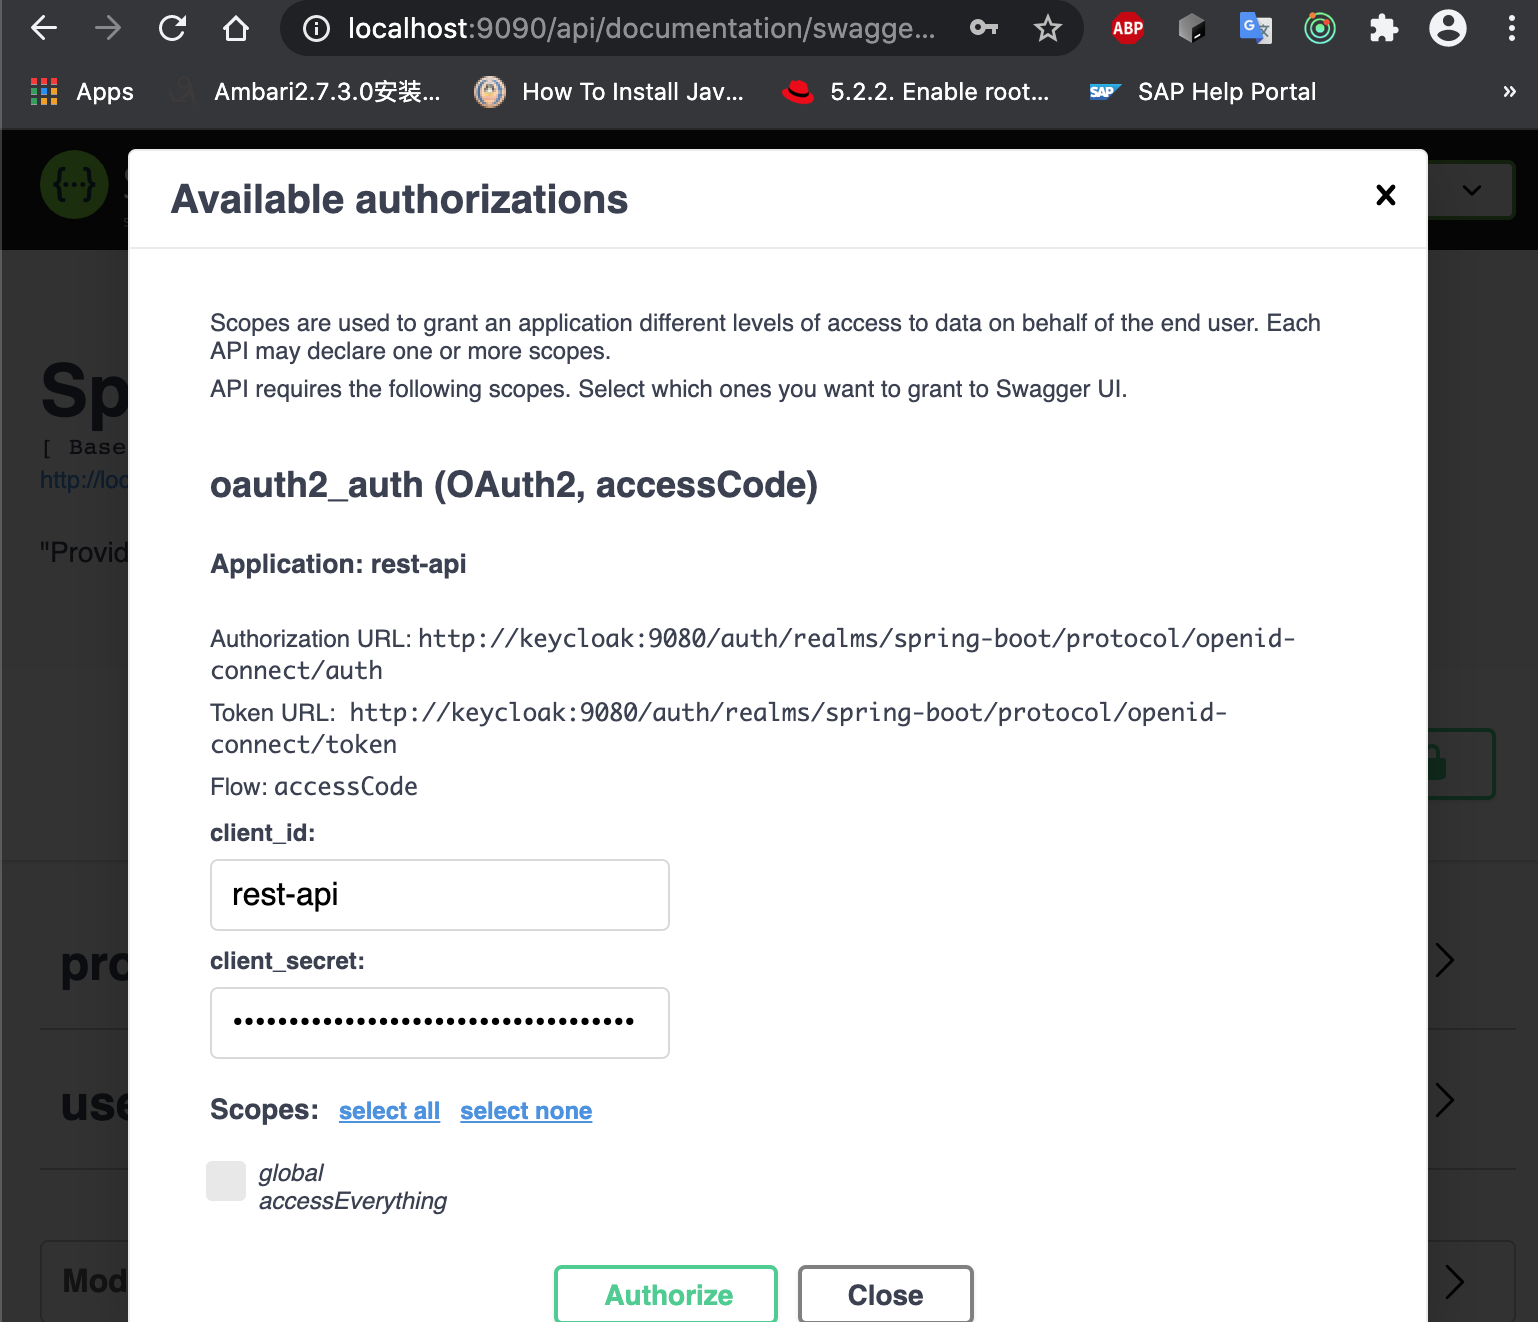 localhost:9090/api/documentation/swagge...
ABP
Apps
Ambari2.7.3.0安装...
How To Install Jav...
5.2.2. Enable root...
SAP
SAP Help Portal
»
{···}
Available authorizations
Scopes are used to grant an application different levels of access to data on behalf of the end user. Each
API may declare one or more scopes.
API requires the following scopes. Select which ones you want to grant to Swagger UI.
Sp
[ Base
http://loc
"Provid
oauth2_auth (OAuth2, accessCode)
Application: rest-api
Authorization URL: http://keycloak:9080/auth/realms/spring-boot/protocol/openid-
connect/auth
Token URL: http://keycloak:9080/auth/realms/spring-boot/protocol/openid-
connect/token
Flow: accessCode
client_id:
rest-api
client_secret:
••••••••••••••••••••••••••••••••••••
pro
use
Scopes: select all select none
global
accessEverything
Mod
Authorize
Close